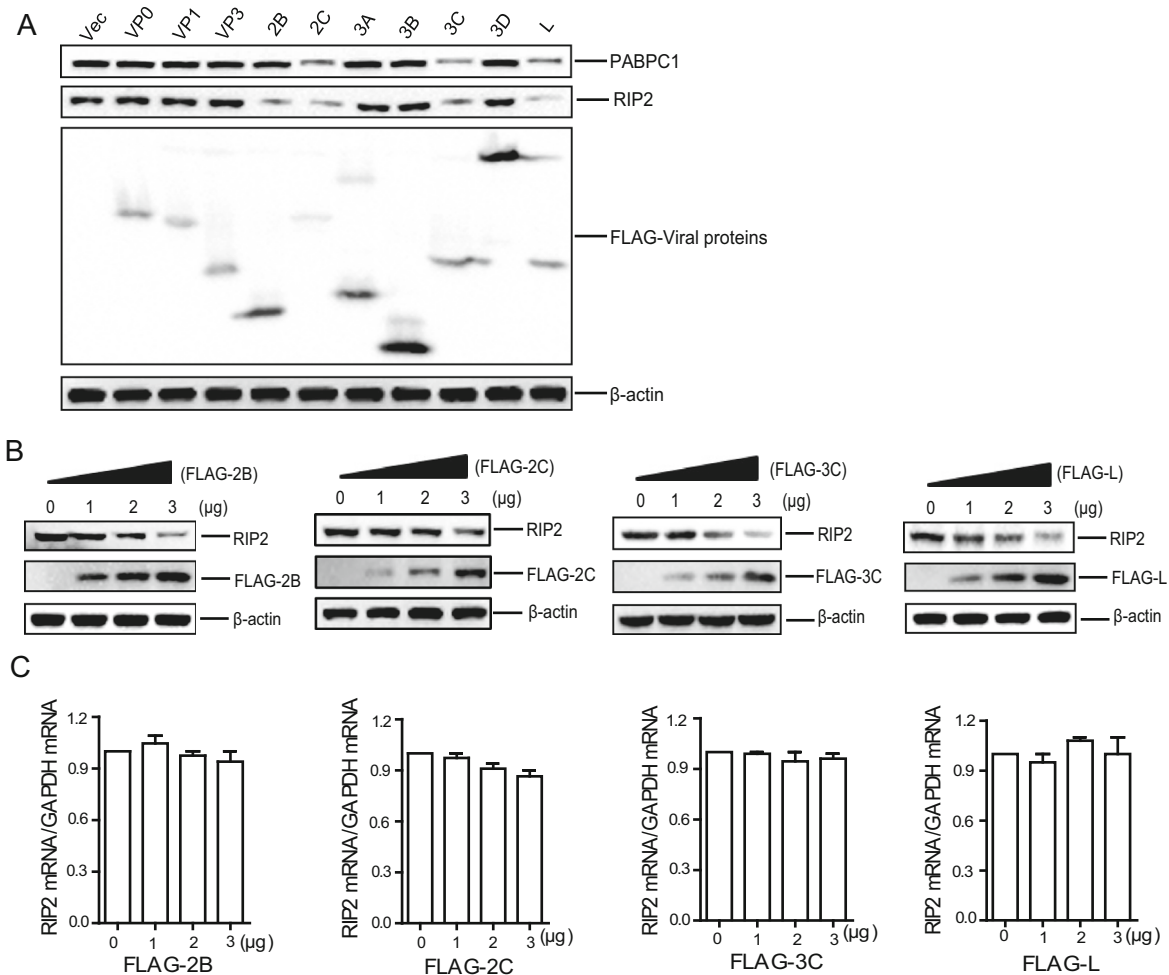 A
Vec VP0 VP1 VP3 2B 2C 3A 3B 3C 3D L
PABPC1
RIP2
FLAG-Viral proteins
β-actin
B
(FLAG-2B)
0 1 2 3 (μg)
RIP2
FLAG-2B
β-actin
(FLAG-2C)
0 1 2 3 (μg)
RIP2
FLAG-2C
β-actin
(FLAG-3C)
0 1 2 3 (μg)
RIP2
FLAG-3C
β-actin
(FLAG-L)
0 1 2 3 (μg)
RIP2
FLAG-L
β-actin
C
RIP2 mRNA/GAPDH mRNA
1.2
0.9
0.6
0.3
0.0
0 1 2 3 (μg)
FLAG-2B
RIP2 mRNA/GAPDH mRNA
1.2
0.9
0.6
0.3
0.0
0 1 2 3 (μg)
FLAG-2C
RIP2 mRNA/GAPDH mRNA
1.2
0.9
0.6
0.3
0.0
0 1 2 3 (μg)
FLAG-3C
RIP2 mRNA/GAPDH mRNA
1.2
0.9
0.6
0.3
0.0
0 1 2 3 (μg)
FLAG-L